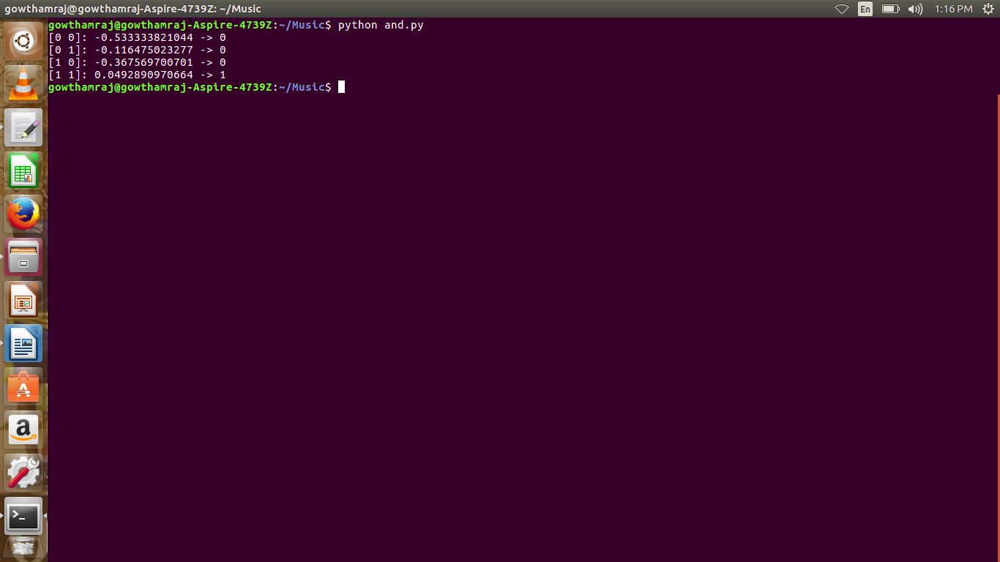 gowthamraj@gowthamraj-Aspire-4739Z: ~/Music
En
1:16 PM
gowthamraj@gowthamraj-Aspire-4739Z:~/Music$ python and.py
[0 0]: -0.533333821044 -> 0
[0 1]: -0.116475023277 -> 0
[1 0]: -0.367569700701 -> 0
[1 1]: 0.0492890970664 -> 1
gowthamraj@gowthamraj-Aspire-4739Z:~/Music$